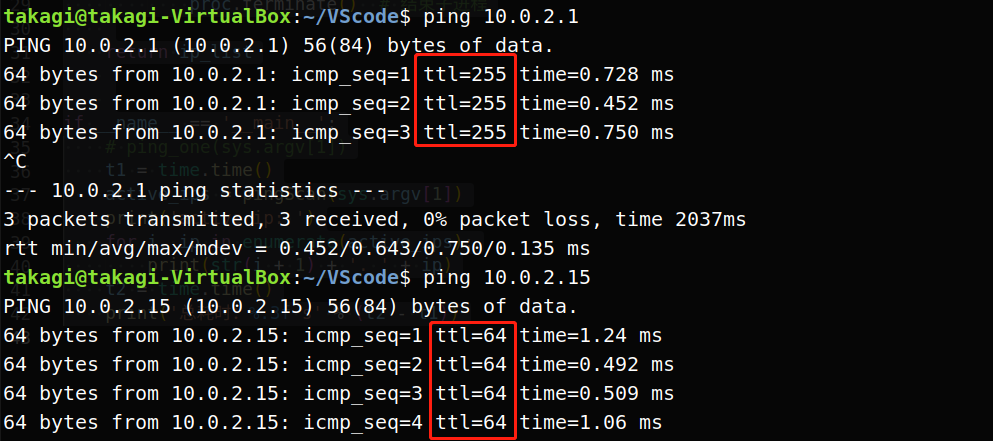 takagi@takagi-VirtualBox:~/VScode$ ping 10.0.2.1
PING 10.0.2.1 (10.0.2.1) 56(84) bytes of data.
64 bytes from 10.0.2.1: icmp_seq=1 ttl=255 time=0.728 ms
64 bytes from 10.0.2.1: icmp_seq=2 ttl=255 time=0.452 ms
64 bytes from 10.0.2.1: icmp_seq=3 ttl=255 time=0.750 ms
^C
--- 10.0.2.1 ping statistics ---
3 packets transmitted, 3 received, 0% packet loss, time 2037ms
rtt min/avg/max/mdev = 0.452/0.643/0.750/0.135 ms
takagi@takagi-VirtualBox:~/VScode$ ping 10.0.2.15
PING 10.0.2.15 (10.0.2.15) 56(84) bytes of data.
64 bytes from 10.0.2.15: icmp_seq=1 ttl=64 time=1.24 ms
64 bytes from 10.0.2.15: icmp_seq=2 ttl=64 time=0.492 ms
64 bytes from 10.0.2.15: icmp_seq=3 ttl=64 time=0.509 ms
64 bytes from 10.0.2.15: icmp_seq=4 ttl=64 time=1.06 ms